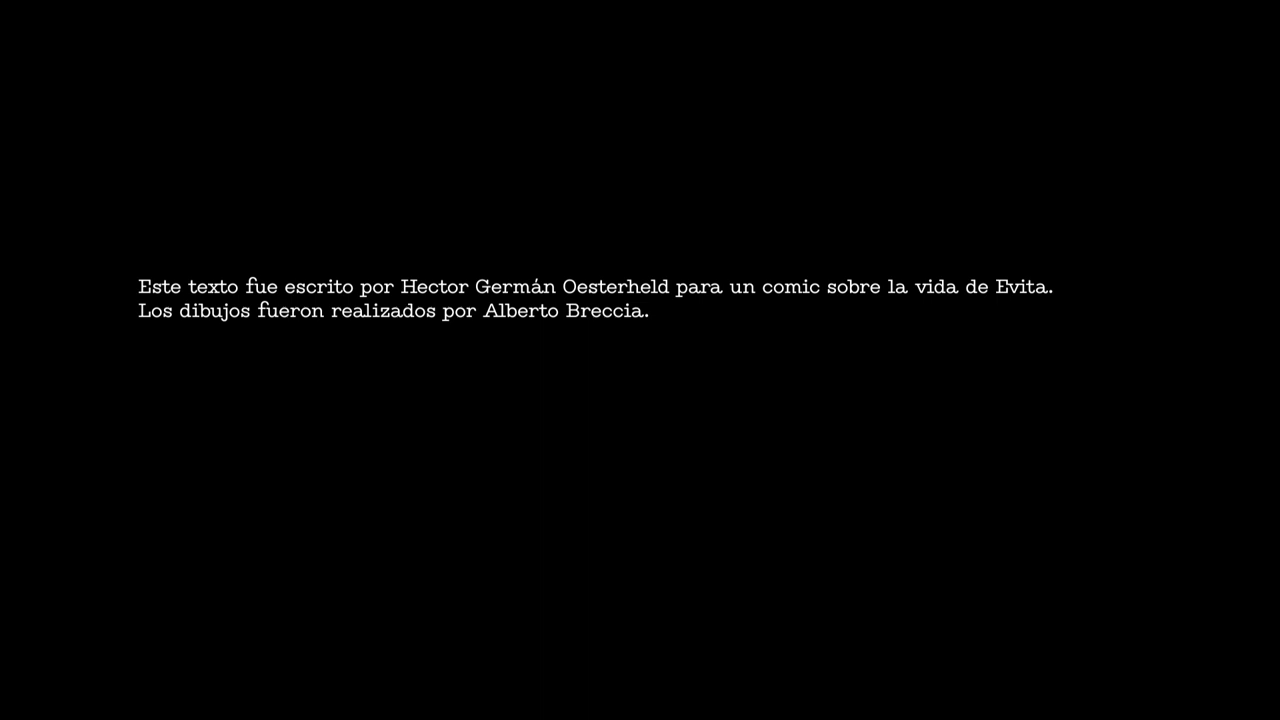 Este texto fue escrito por Hector Germán Oesterheld para un comic sobre la vida de Evita.
Los dibujos fueron realizados por Alberto Breccia.